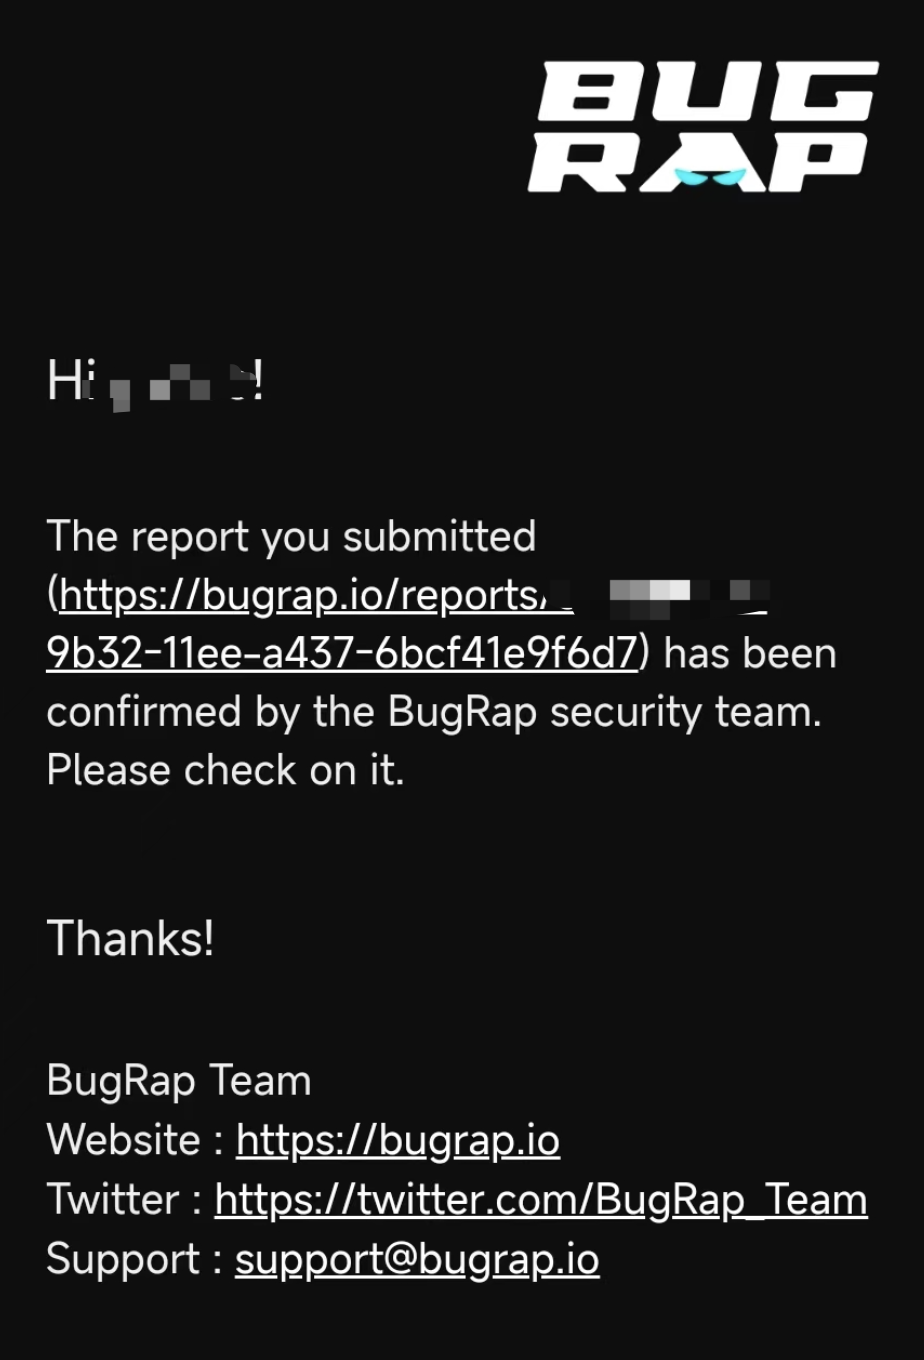 BUG
RAP
Hi !
The report you submitted
(https://bugrap.io/reports/
9b32-11ee-a437-6bcf41e9f6d7) has been
confirmed by the BugRap security team.
Please check on it.
Thanks!
BugRap Team
Website : https://bugrap.io
Twitter : https://twitter.com/BugRap_Team
Support : support@bugrap.io